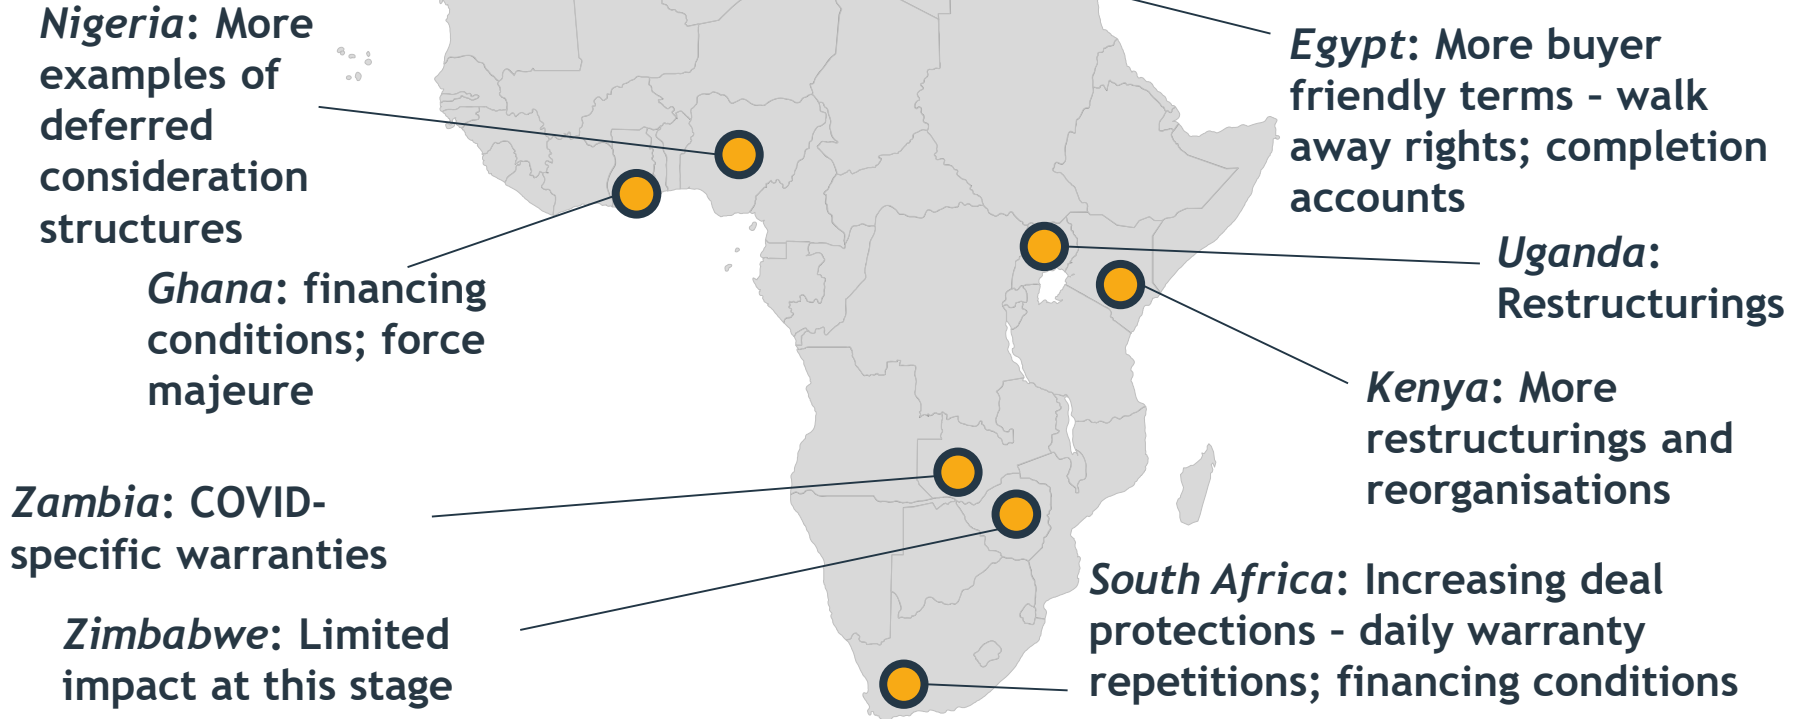 Nigeria: More
examples of
deferred
consideration
structures
Ghana: financing
conditions; force
majeure
Zambia: COVID-
specific warranties
Zimbabwe: Limited
impact at this stage
Egypt: More buyer
friendly terms – walk
away rights; completion
accounts
Uganda:
Restructurings
Kenya: More
restructurings and
reorganisations
South Africa: Increasing deal
protections – daily warranty
repetitions; financing conditions